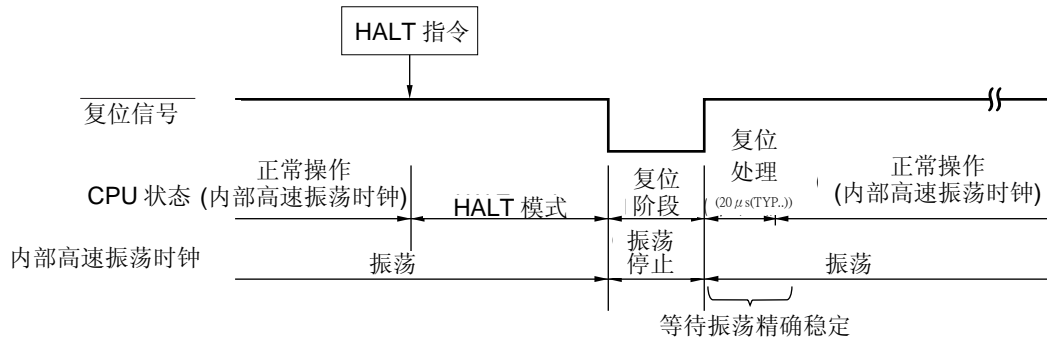 HALT 指令
复位信号
CPU 状态
正常操作
(内部高速振荡时钟)
HALT 模式
复位
阶段
复位
处理
(20μs(TYP..))
正常操作
(内部高速振荡时钟)
内部高速振荡时钟
振荡
振荡
停止
振荡
等待振荡精确稳定